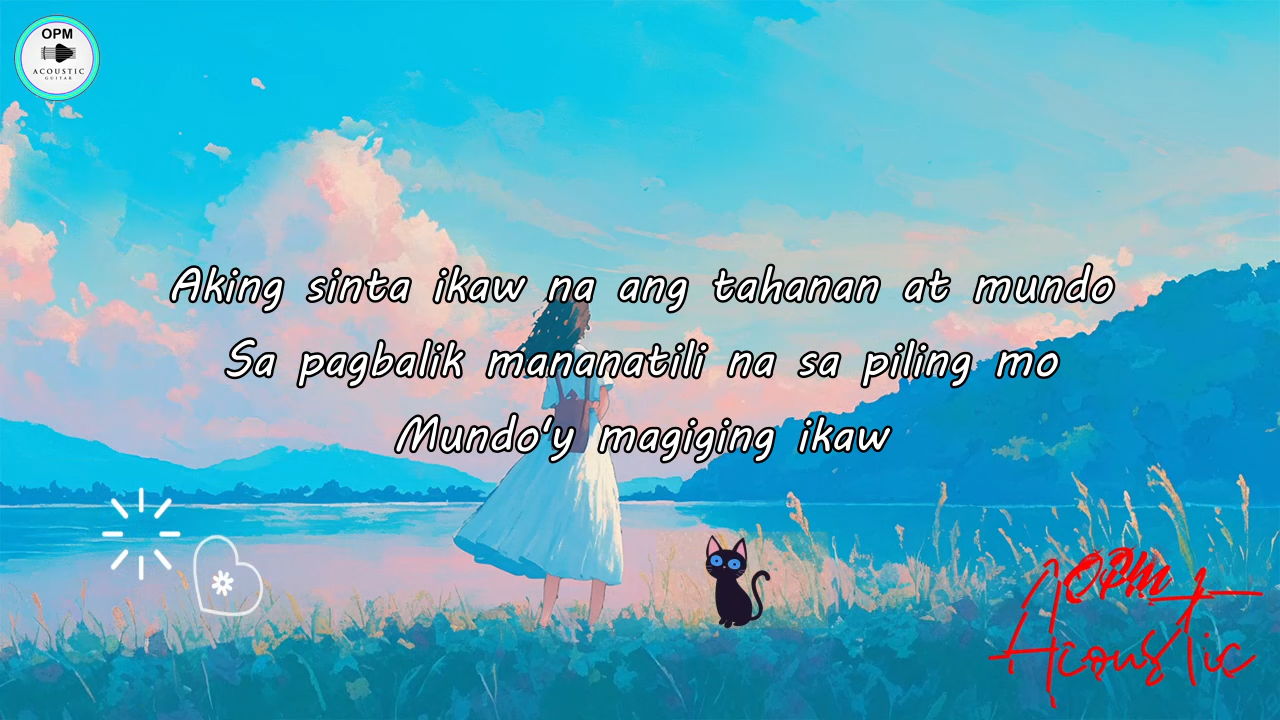 OPM
ACOUSTIC
GUITAR
Aking sinta ikaw na ang tahanan at mundo
Sa pagbalik mananatili na sa piling mo
Mundo'y magiging ikaw
OPM
Acoustic